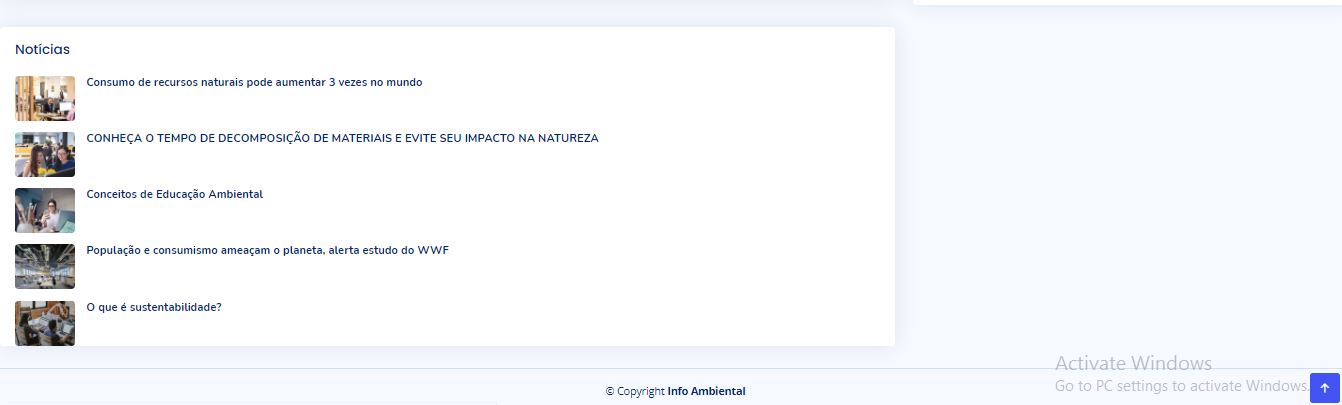 Notícias
Consumo de recursos naturais pode aumentar 3 vezes no mundo
CONHEÇA O TEMPO DE DECOMPOSIÇÃO DE MATERIAIS E EVITE SEU IMPACTO NA NATUREZA
Conceitos de Educação Ambiental
População e consumismo ameaçam o planeta, alerta estudo do WWF
O que é sustentabilidade?
Activate Windows
Go to PC settings to activate Windows.
© Copyright Info Ambiental